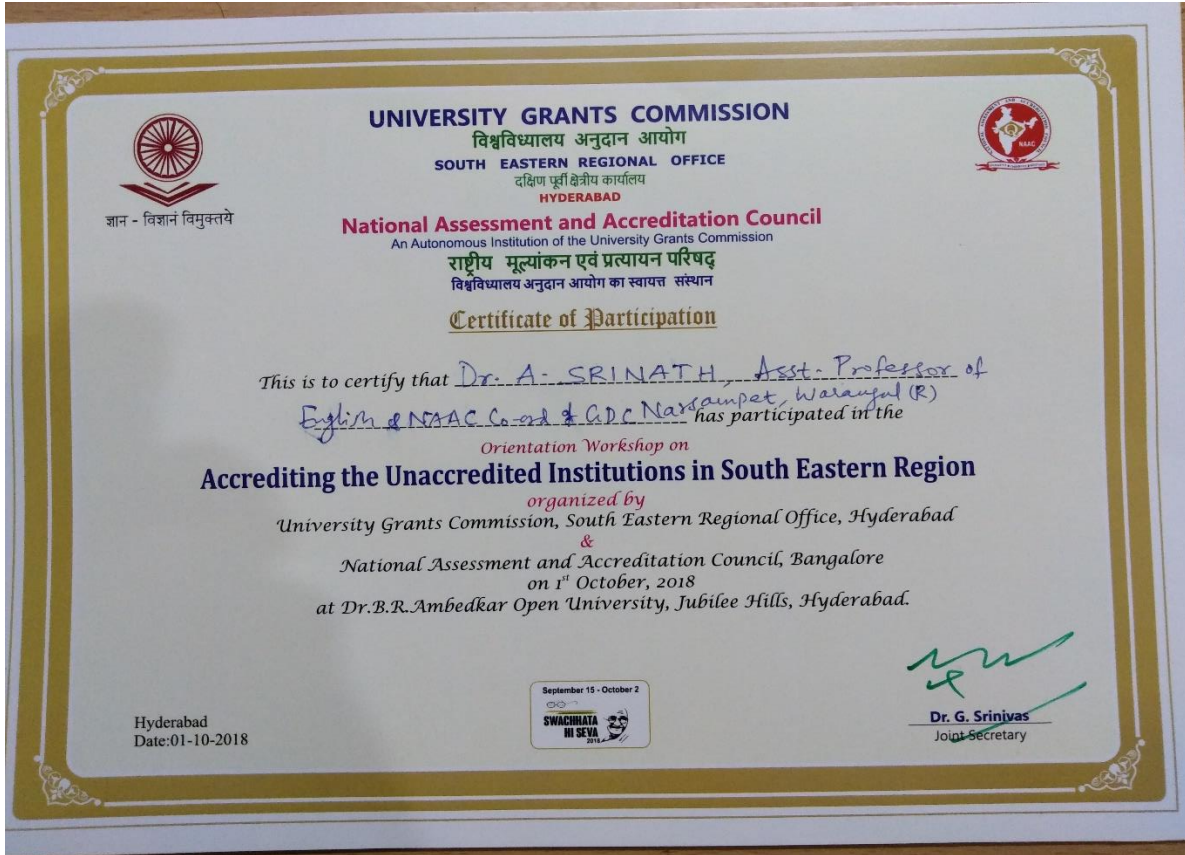 UNIVERSITY GRANTS COMMISSION
विश्वविध्यालय अनुदान आयोग
SOUTH EASTERN REGIONAL OFFICE
दक्षिण पूर्वी क्षेत्रीय कार्यालय
HYDERABAD
ज्ञान - विज्ञानं विमुक्तये
NAAC
National Assessment and Accreditation Council
An Autonomous Institution of the University Grants Commission
राष्ट्रीय मूल्यांकन एवं प्रत्यायन परिषद्
विश्वविध्यालय अनुदान आयोग का स्वायत्त संस्थान
Certificate of Participation
This is to certify that Dr. A. SRINATH, Asst. Professor of
English & NAAC Co-ord of GDC Narsampet, Warangal (R) has participated in the
Orientation Workshop on
Accrediting the Unaccredited Institutions in South Eastern Region
organized by
University Grants Commission, South Eastern Regional Office, Hyderabad
&
National Assessment and Accreditation Council, Bangalore
on 1st October, 2018
at Dr.B.R.Ambedkar Open University, Jubilee Hills, Hyderabad.
September 15 - October 2
SWACHHATA
HI SEVA
2018
Hyderabad
Date:01-10-2018
Dr. G. Srinivas
Joint Secretary